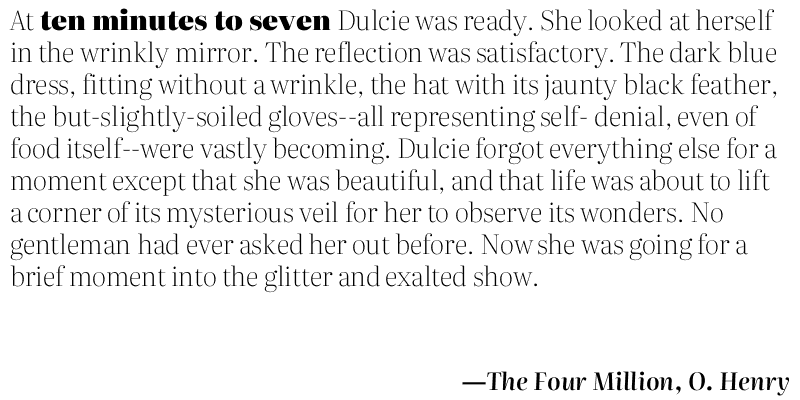 At ten minutes to seven Dulcie was ready. She looked at herself
in the wrinkly mirror. The reflection was satisfactory. The dark blue
dress, fitting without a wrinkle, the hat with its jaunty black feather,
the but-slightly-soiled gloves--all representing self- denial, even of
food itself--were vastly becoming. Dulcie forgot everything else for a
moment except that she was beautiful, and that life was about to lift
a corner of its mysterious veil for her to observe its wonders. No
gentleman had ever asked her out before. Now she was going for a
brief moment into the glitter and exalted show.
—The Four Million, O. Henry